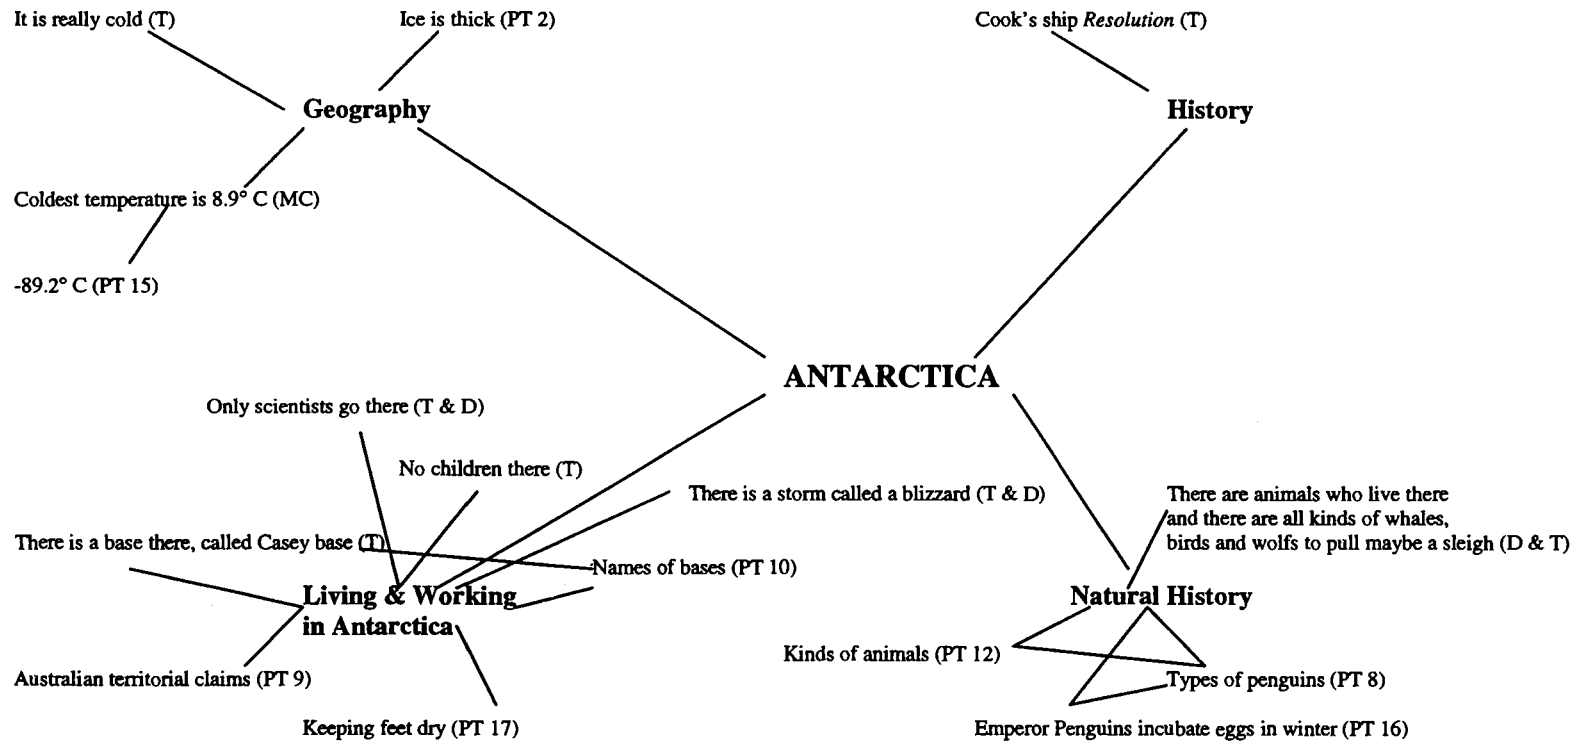 It is really cold (T)
Ice is thick (PT 2)
Cook's ship Resolution (T)
Geography
History
Coldest temperature is 8.9° C (MC)
-89.2° C (PT 15)
ANTARCTICA
Only scientists go there (T & D)
No children there (T)
There is a storm called a blizzard (T & D)
There are animals who live there
and there are all kinds of whales,
birds and wolfs to pull maybe a sleigh (D & T)
There is a base there, called Casey base (T)
Names of bases (PT 10)
Living & Working
in Antarctica
Natural History
Kinds of animals (PT 12)
Australian territorial claims (PT 9)
Types of penguins (PT 8)
Keeping feet dry (PT 17)
Emperor Penguins incubate eggs in winter (PT 16)